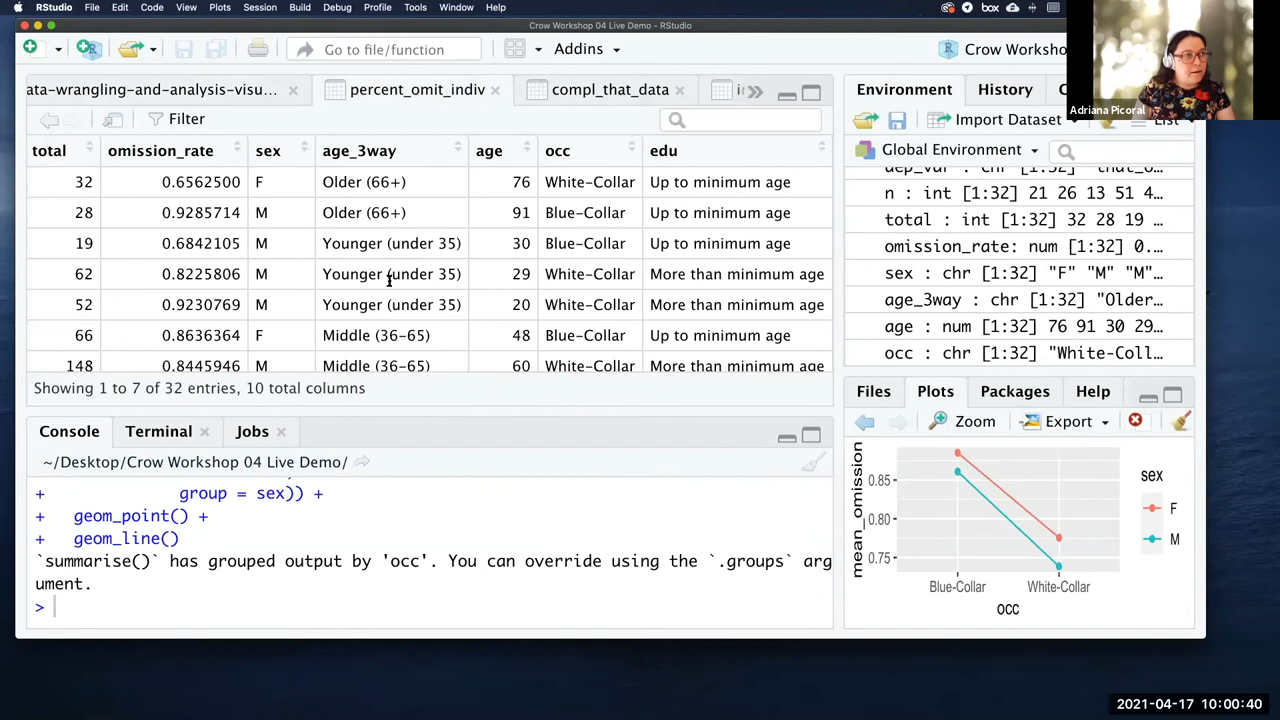 RStudio File Edit Code View Plots Session Build Debug Profile Tools Window Help box
Crow Workshop 04 Live Demo - RStudio
Go to file/function Addins Crow Worksho
ata-wrangling-and-analysis-visu... percent_omit_indiv compl_that_data
Filter
total omission_rate sex age_3way age occ edu
32 0.6562500 F Older (66+) 76 White-Collar Up to minimum age
28 0.9285714 M Older (66+) 91 Blue-Collar Up to minimum age
19 0.6842105 M Younger (under 35) 30 Blue-Collar Up to minimum age
62 0.8225806 M Younger (under 35) 29 White-Collar More than minimum age
52 0.9230769 M Younger (under 35) 20 White-Collar More than minimum age
66 0.8636364 F Middle (36-65) 48 Blue-Collar Up to minimum age
148 0.8445946 M Middle (36-65) 60 White-Collar More than minimum age
Showing 1 to 7 of 32 entries, 10 total columns
Console Terminal Jobs
~/Desktop/Crow Workshop 04 Live Demo/
+ group = sex)) +
+ geom_point() +
+ geom_line()
`summarise()` has grouped output by 'occ'. You can override using the `.groups` arg
ument.
>
Adriana Picoral
Environment History C
Import Dataset List
Global Environment
dep_var : chr "that_o
n : int [1:32] 21 26 13 51 4...
total : int [1:32] 32 28 19 ...
omission_rate: num [1:32] 0....
sex : chr [1:32] "F" "M" "M"...
age_3way : chr [1:32] "Older...
age : num [1:32] 76 91 30 29...
occ : chr [1:32] "White-Coll...
Files Plots Packages Help
Zoom Export
mean_omission
0.85
0.80
0.75
Blue-Collar White-Collar
occ
sex
F
M
2021-04-17 10:00:40